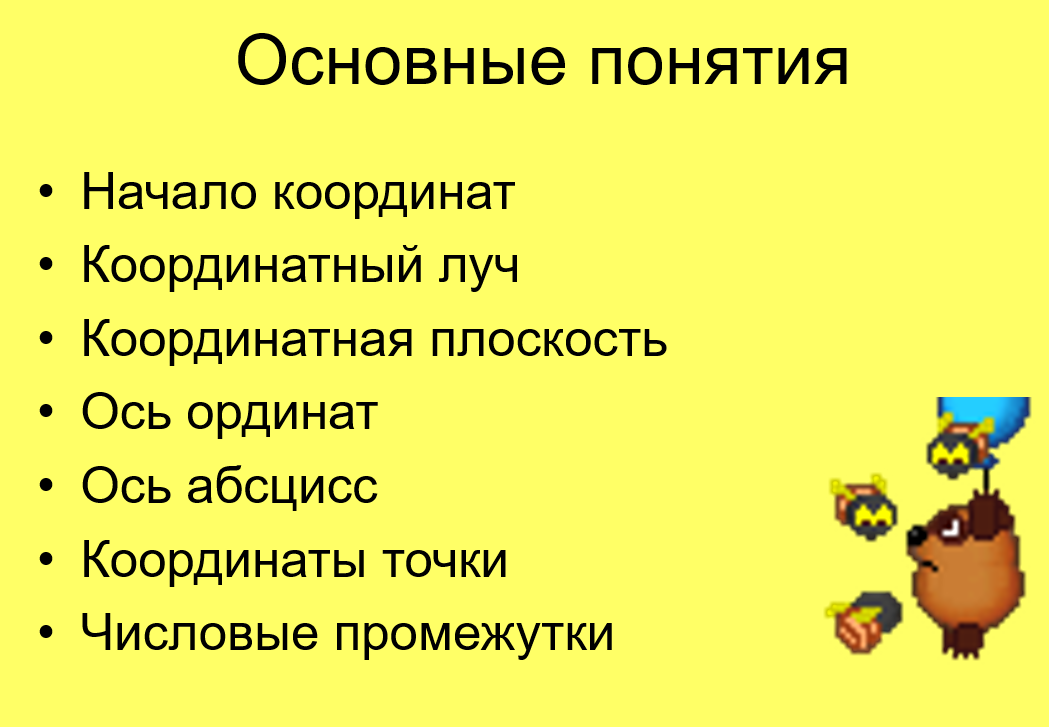 Основные понятия
• Начало координат
• Координатный луч
• Координатная плоскость
• Ось ординат
• Ось абсцисс
• Координаты точки
• Числовые промежутки